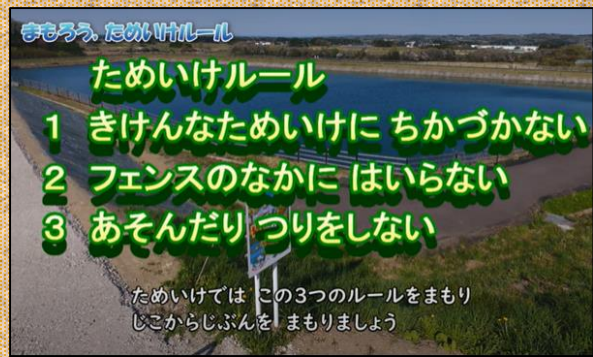 まもろう、ためいけルール
ためいけルール
1 きけんなためいけに ちかづかない
2 フェンスのなかに はいらない
3 あそんだり つりをしない
ためいけでは この3つのルールをまもり
じこからじぶんを まもりましょう